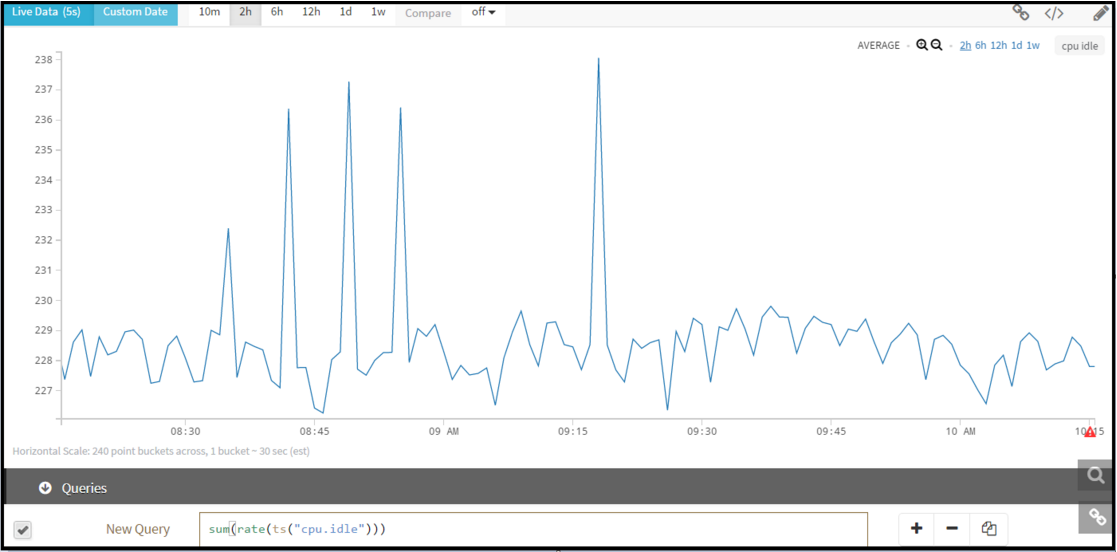 Live Data (5s) Custom Date 10m 2h 6h 12h 1d 1w Compare off
AVERAGE - - 2h 6h 12h 1d 1w cpu idle
238
237
236
235
234
233
232
231
230
229
228
227
08:30 08:45 09 AM 09:15 09:30 09:45 10 AM 10:15
Horizontal Scale: 240 point buckets across, 1 bucket ~ 30 sec (est)
Queries
New Query sum(rate(ts("cpu.idle")))